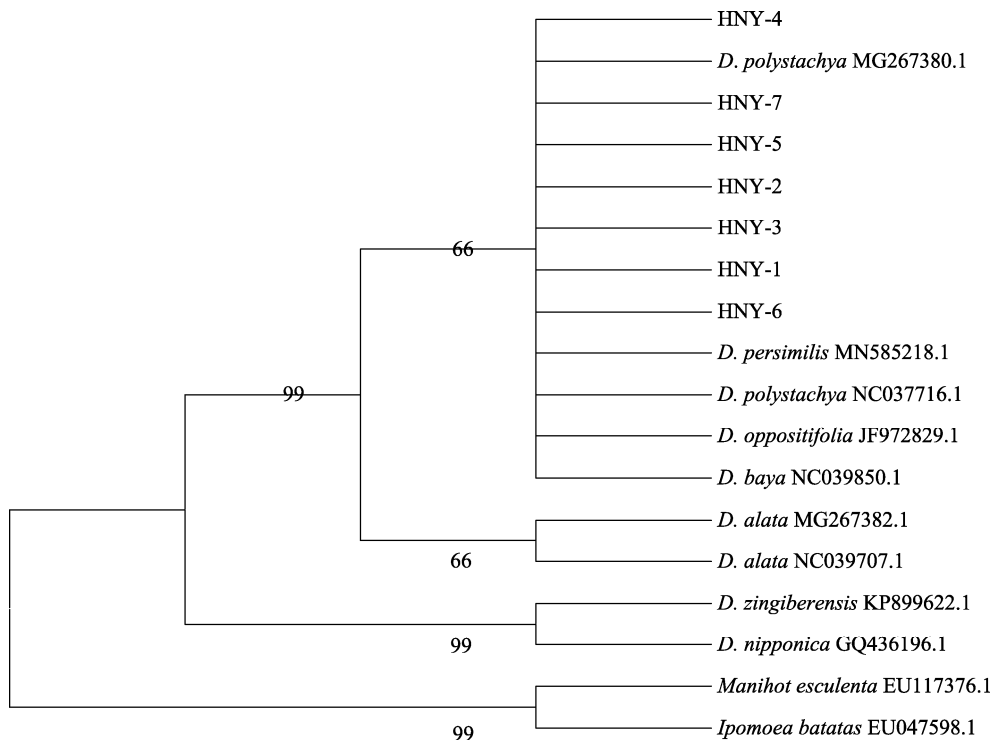 HNY-4
D. polystachya MG267380.1
HNY-7
HNY-5
HNY-2
HNY-3
66
HNY-1
HNY-6
D. persimilis MN585218.1
99
D. polystachya NC037716.1
D. oppositifolia JF972829.1
D. baya NC039850.1
D. alata MG267382.1
66
D. alata NC039707.1
D. zingiberensis KP899622.1
99
D. nipponica GQ436196.1
Manihot esculenta EU117376.1
99
Ipomoea batatas EU047598.1